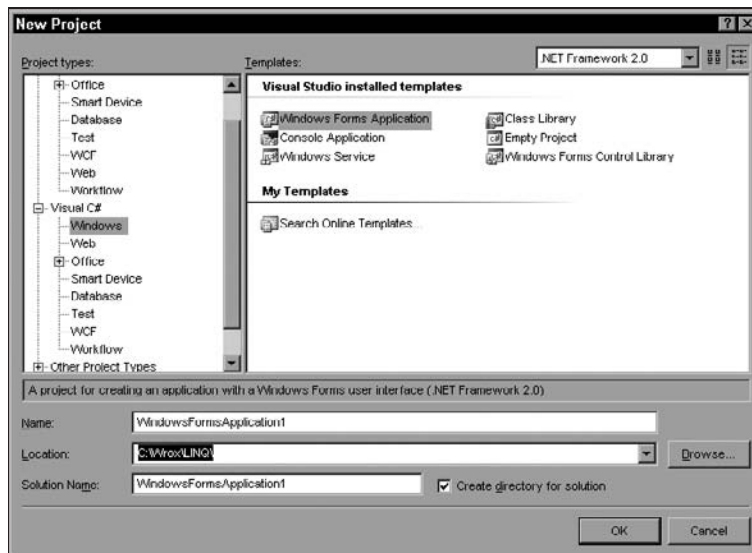 New Project
Project types:
Templates:
.NET Framework 2.0
Office
Smart Device
Database
Test
WCF
Web
Workflow
Visual C#
Windows
Web
Office
Smart Device
Database
Test
WCF
Workflow
Other Project Types
Visual Studio installed templates
Windows Forms Application
Class Library
Console Application
Empty Project
Windows Service
Windows Forms Control Library
My Templates
Search Online Templates...
A project for creating an application with a Windows Forms user interface (.NET Framework 2.0)
Name: WindowsFormsApplication1
Location: C:\Wrox\LINQ\ Browse...
Solution Name: WindowsFormsApplication1 Create directory for solution
OK Cancel